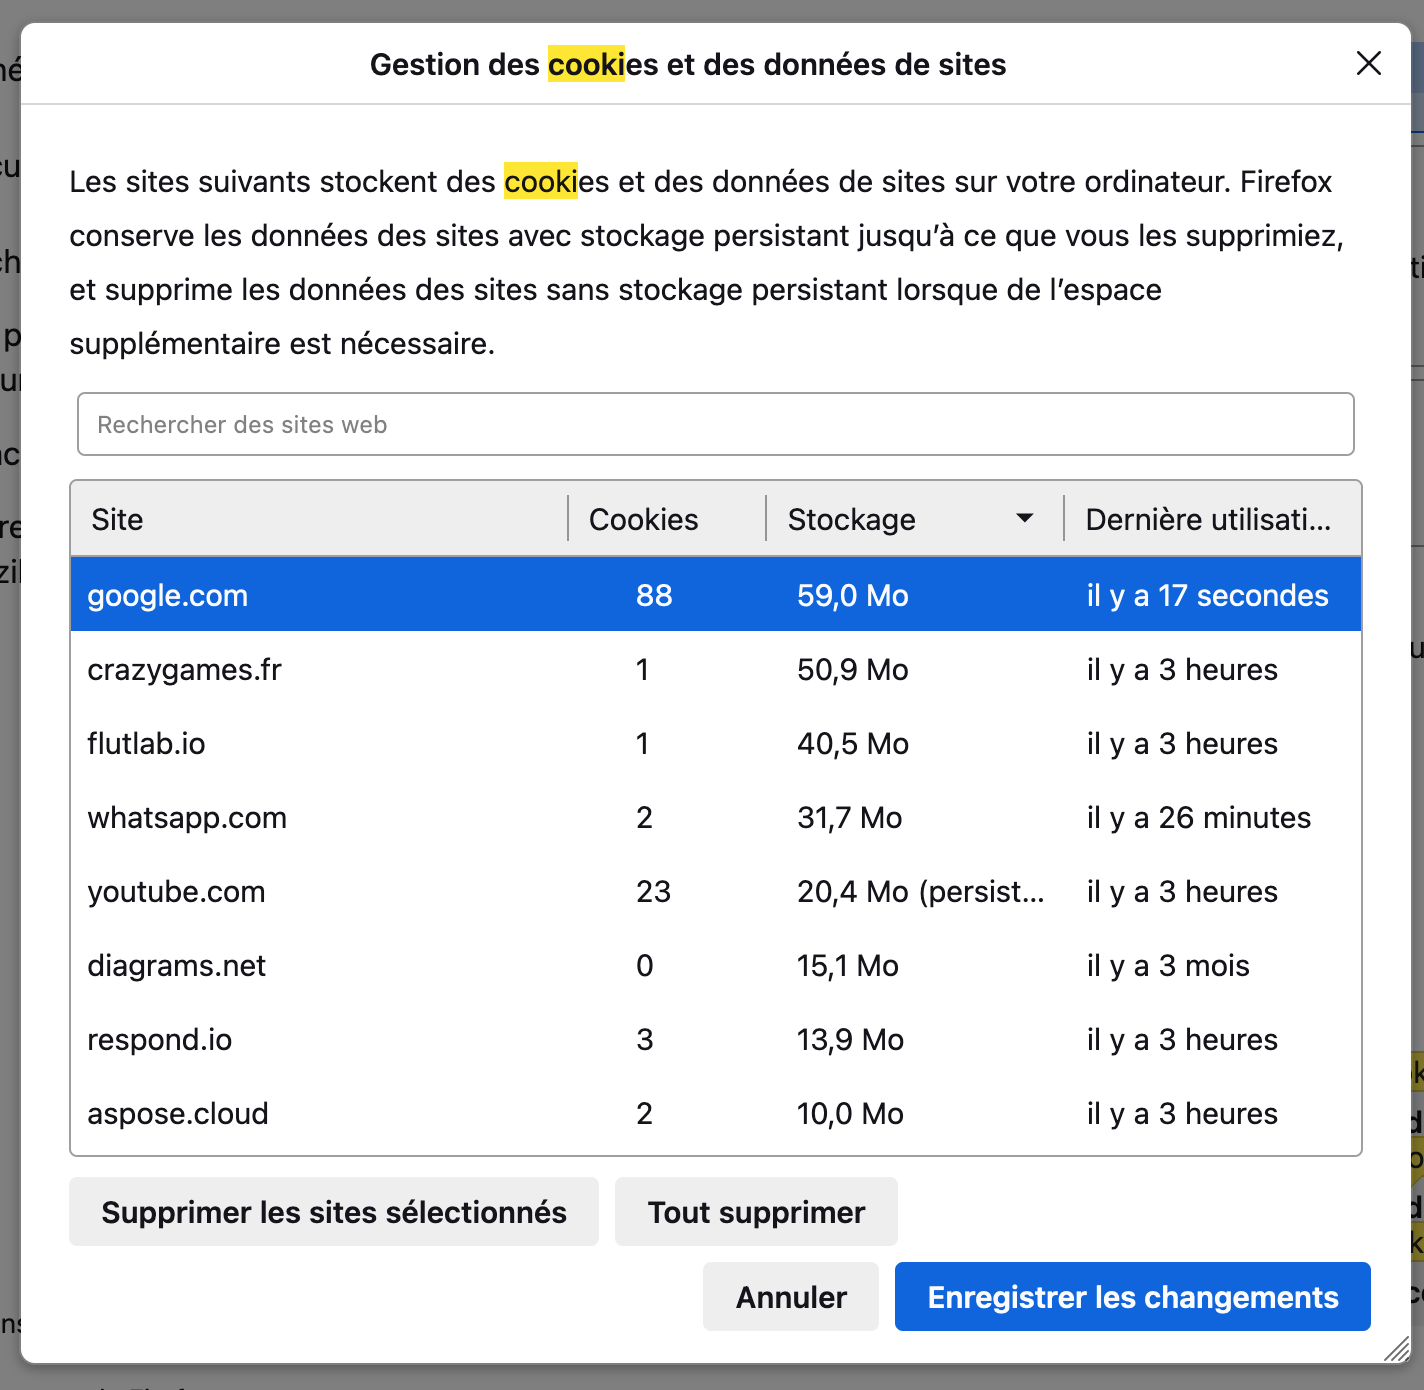 Gestion des cookies et des données de sites
Les sites suivants stockent des cookies et des données de sites sur votre ordinateur. Firefox
conserve les données des sites avec stockage persistant jusqu’à ce que vous les supprimiez,
et supprime les données des sites sans stockage persistant lorsque de l’espace
supplémentaire est nécessaire.
Rechercher des sites web
Site Cookies Stockage Dernière utilisati...
google.com 88 59,0 Mo il y a 17 secondes
crazygames.fr 1 50,9 Mo il y a 3 heures
flutlab.io 1 40,5 Mo il y a 3 heures
whatsapp.com 2 31,7 Mo il y a 26 minutes
youtube.com 23 20,4 Mo (persist... il y a 3 heures
diagrams.net 0 15,1 Mo il y a 3 mois
respond.io 3 13,9 Mo il y a 3 heures
aspose.cloud 2 10,0 Mo il y a 3 heures
Supprimer les sites sélectionnés Tout supprimer
Annuler Enregistrer les changements